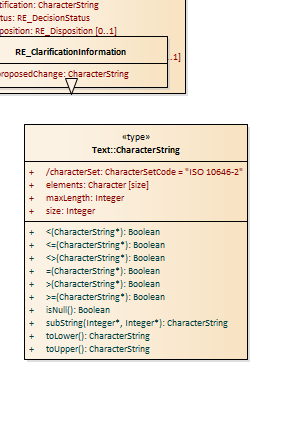 tification: CharacterString
tus: RE_DecisionStatus
position: RE_Disposition [0..1]
RE_ClarificationInformation
..1]
proposedChange: CharacterString
«type»
Text::CharacterString
+ /characterSet: CharacterSetCode = "ISO 10646-2"
+ elements: Character [size]
+ maxLength: Integer
+ size: Integer
+ <(CharacterString*): Boolean
+ <=(CharacterString*): Boolean
+ <>(CharacterString*): Boolean
+ =(CharacterString*): Boolean
+ >(CharacterString*): Boolean
+ >=(CharacterString*): Boolean
+ isNull(): Boolean
+ subString(Integer*, Integer*): CharacterString
+ toLower(): CharacterString
+ toUpper(): CharacterString